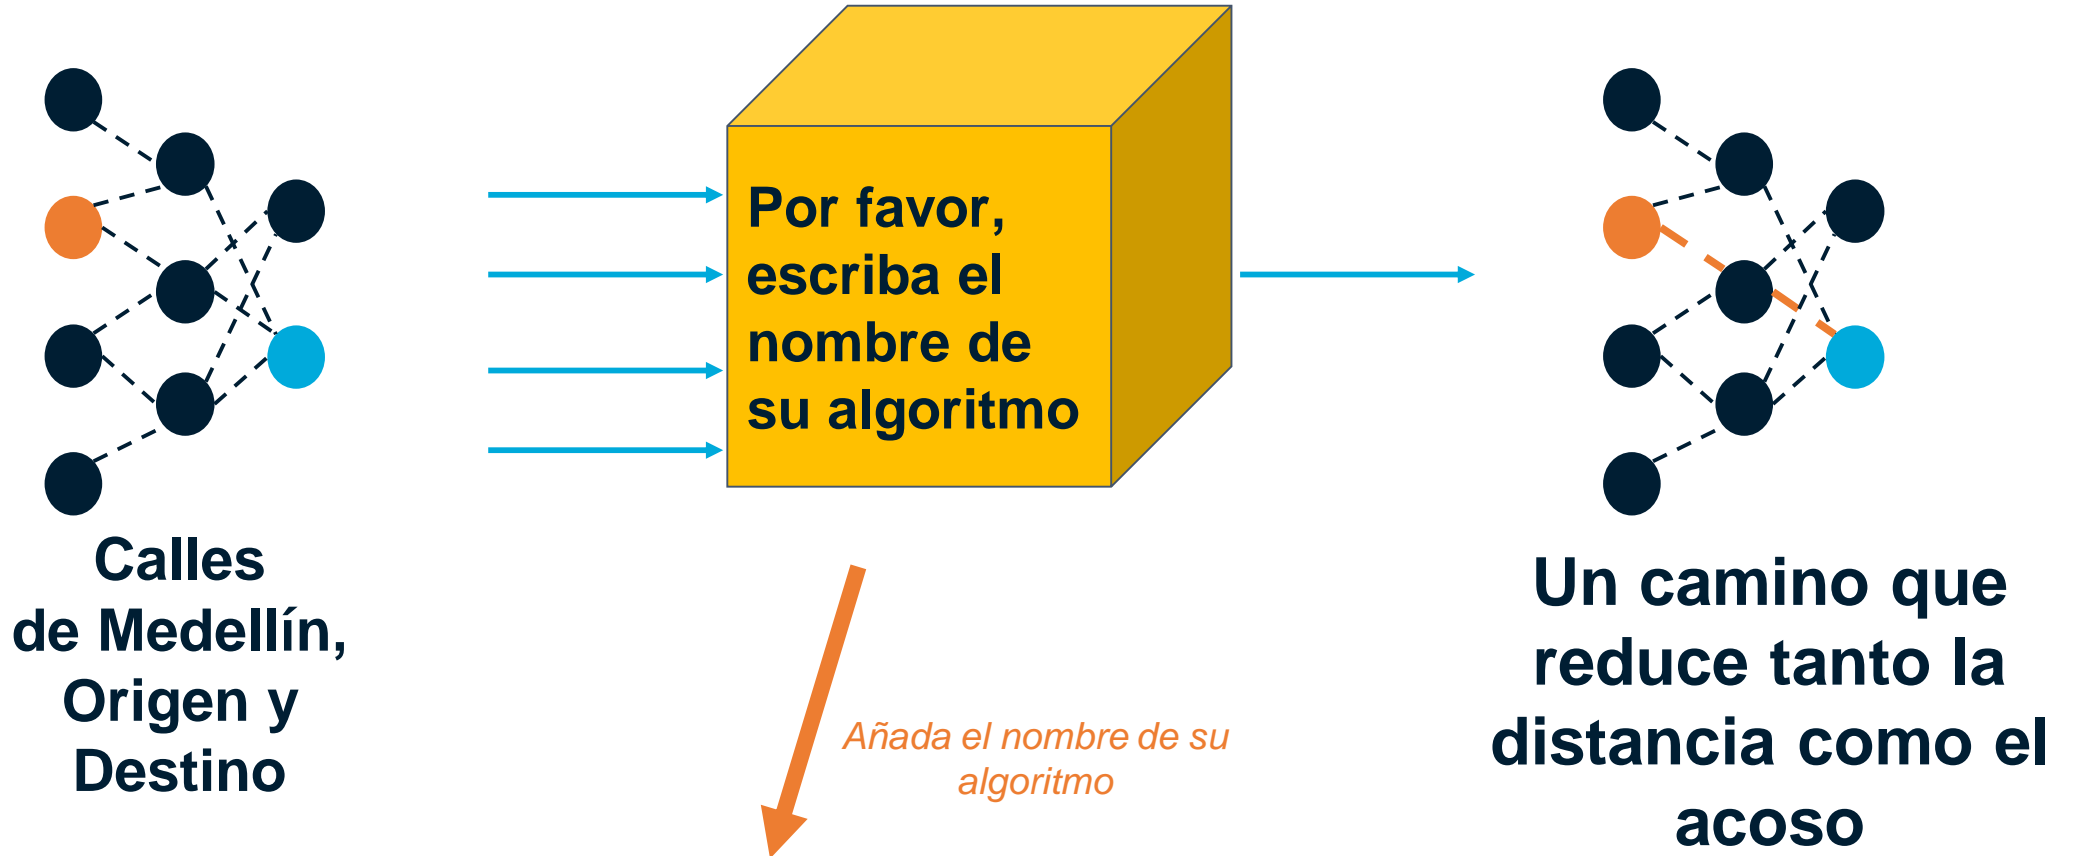 Por favor,
escriba el
nombre de
su algoritmo
Calles
de Medellín,
Origen y
Destino
Añada el nombre de su
algoritmo
Un camino que
reduce tanto la
distancia como el
acoso